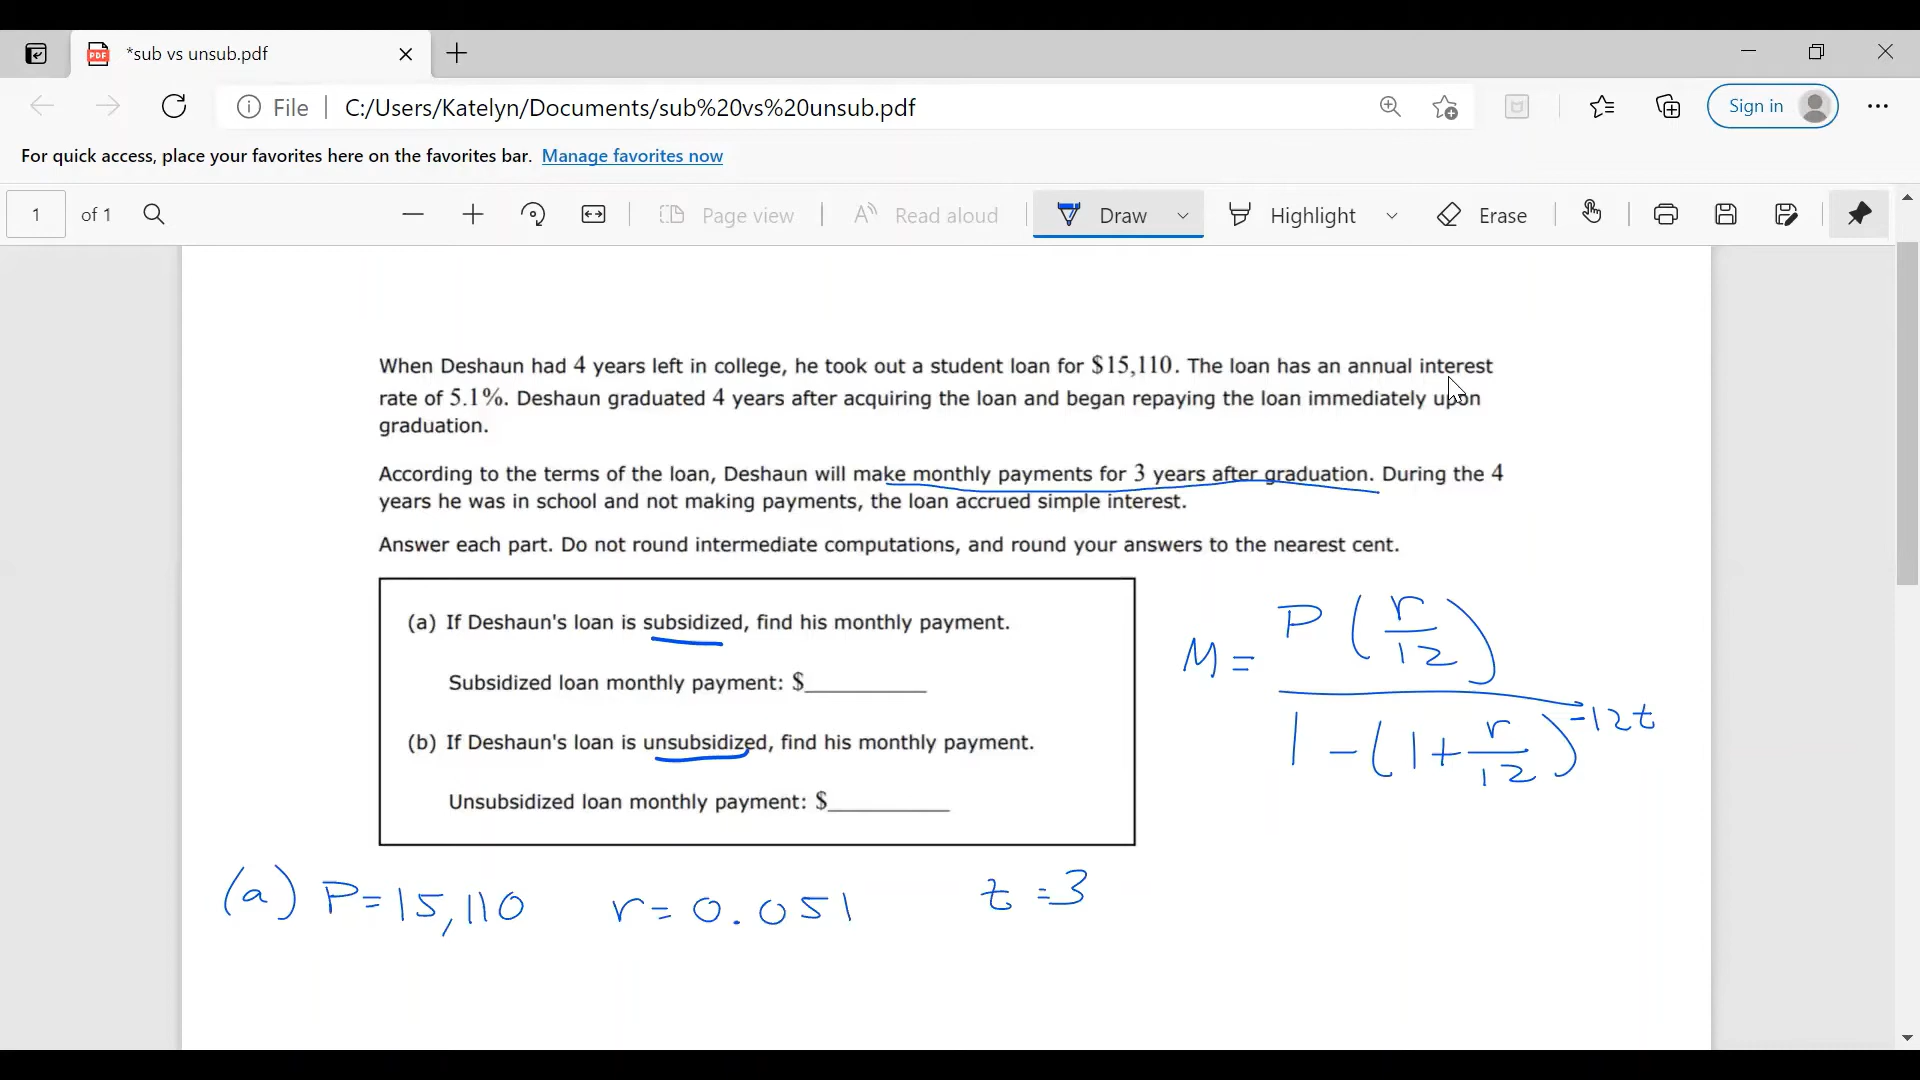 *sub vs unsub.pdf
File | C:/Users/Katelyn/Documents/sub%20vs%20unsub.pdf
Sign in
For quick access, place your favorites here on the favorites bar. Manage favorites now
1 of 1
Page view
Read aloud
Draw
Highlight
Erase
When Deshaun had 4 years left in college, he took out a student loan for $15,110. The loan has an annual interest
rate of 5.1%. Deshaun graduated 4 years after acquiring the loan and began repaying the loan immediately upon
graduation.
According to the terms of the loan, Deshaun will make monthly payments for 3 years after graduation. During the 4
years he was in school and not making payments, the loan accrued simple interest.
Answer each part. Do not round intermediate computations, and round your answers to the nearest cent.
(a) If Deshaun's loan is subsidized, find his monthly payment.
Subsidized loan monthly payment: $__________
(b) If Deshaun's loan is unsubsidized, find his monthly payment.
Unsubsidized loan monthly payment: $__________
M = P(r/12) / 1-(1+r/12)^-12t
(a) P=15,110 r=0.051 t=3